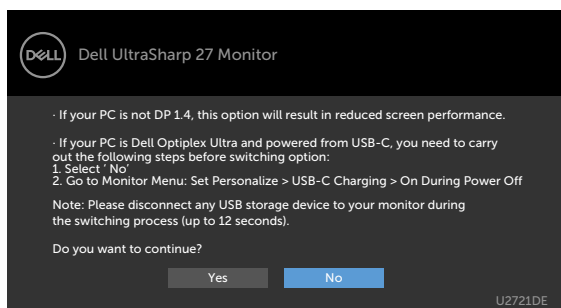 DELL Dell UltraSharp 27 Monitor
· If your PC is not DP 1.4, this option will result in reduced screen performance.
· If your PC is Dell Optiplex Ultra and powered from USB-C, you need to carry
out the following steps before switching option:
1. Select ‘ No’
2. Go to Monitor Menu: Set Personalize > USB-C Charging > On During Power Off
Note: Please disconnect any USB storage device to your monitor during
the switching process (up to 12 seconds).
Do you want to continue?
Yes No
U2721DE